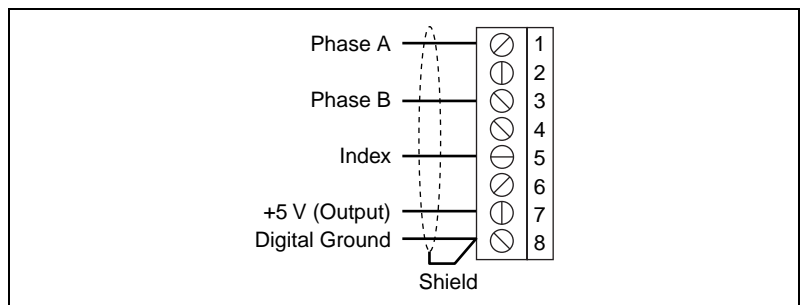 Phase A 1
2
Phase B 3
4
Index 5
6
+5 V (Output) 7
Digital Ground 8
Shield